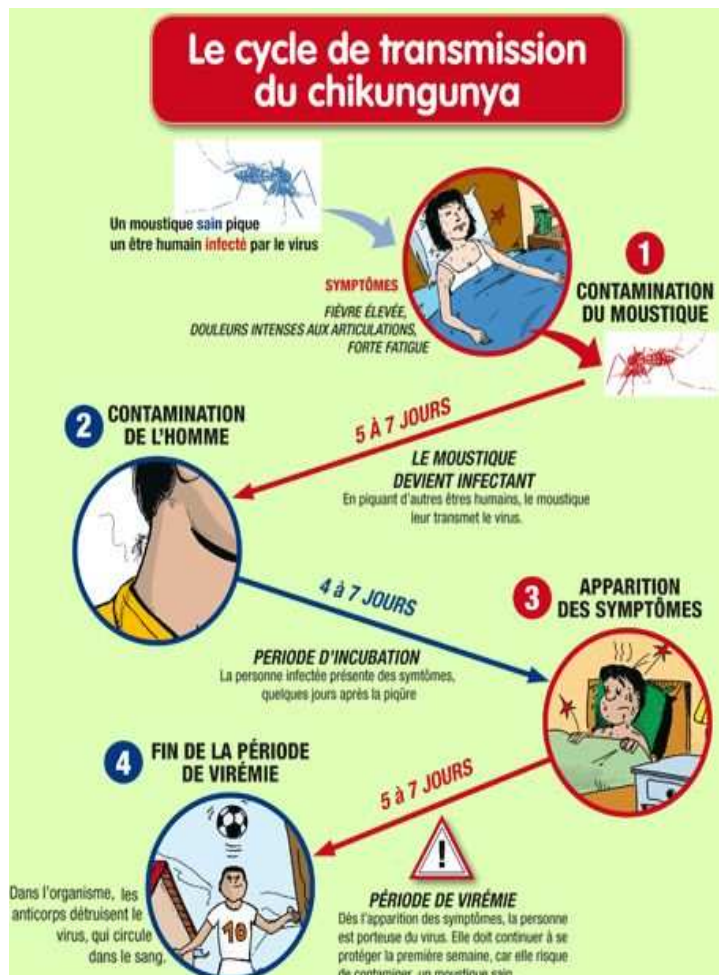 Le cycle de transmission
du chikungunya
Un moustique sain pique
un être humain infecté par le virus
SYMPTÔMES
FIÈVRE ÉLEVÉE,
DOULEURS INTENSES AUX ARTICULATIONS,
FORTE FATIGUE
1
CONTAMINATION
DU MOUSTIQUE
2
CONTAMINATION
DE L'HOMME
5 À 7 JOURS
LE MOUSTIQUE
DEVIENT INFECTANT
En piquant d'autres êtres humains, le moustique
leur transmet le virus.
4 à 7 JOURS
3
APPARITION
DES SYMPTÔMES
PERIODE D'INCUBATION
La personne infectée présente des symtômes,
quelques jours après la piqûre
4
FIN DE LA PÉRIODE
DE VIRÉMIE
5 à 7 JOURS
!
Dans l'organisme, les
anticorps détruisent le
virus, qui circule
dans le sang.
10
PÉRIODE DE VIRÉMIE
Dès l'apparition des symptômes, la personne
est porteuse du virus. Elle doit continuer à se
protéger la première semaine, car elle risque
de contaminer un moustique sain